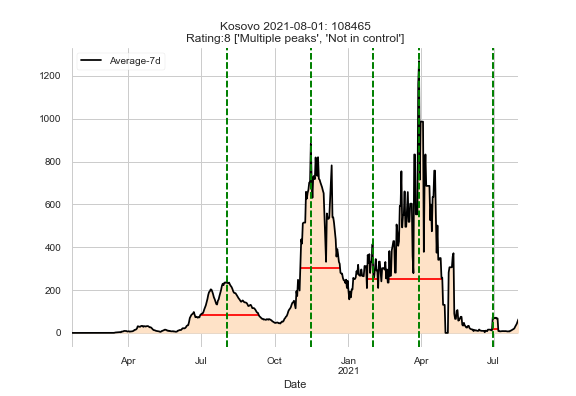 Kosovo 2021-08-01: 108465
Rating:8 ['Multiple peaks', 'Not in control']
Average-7d
1200
1000
800
600
400
200
0
Apr Jul Oct Jan Apr Jul
2021
Date